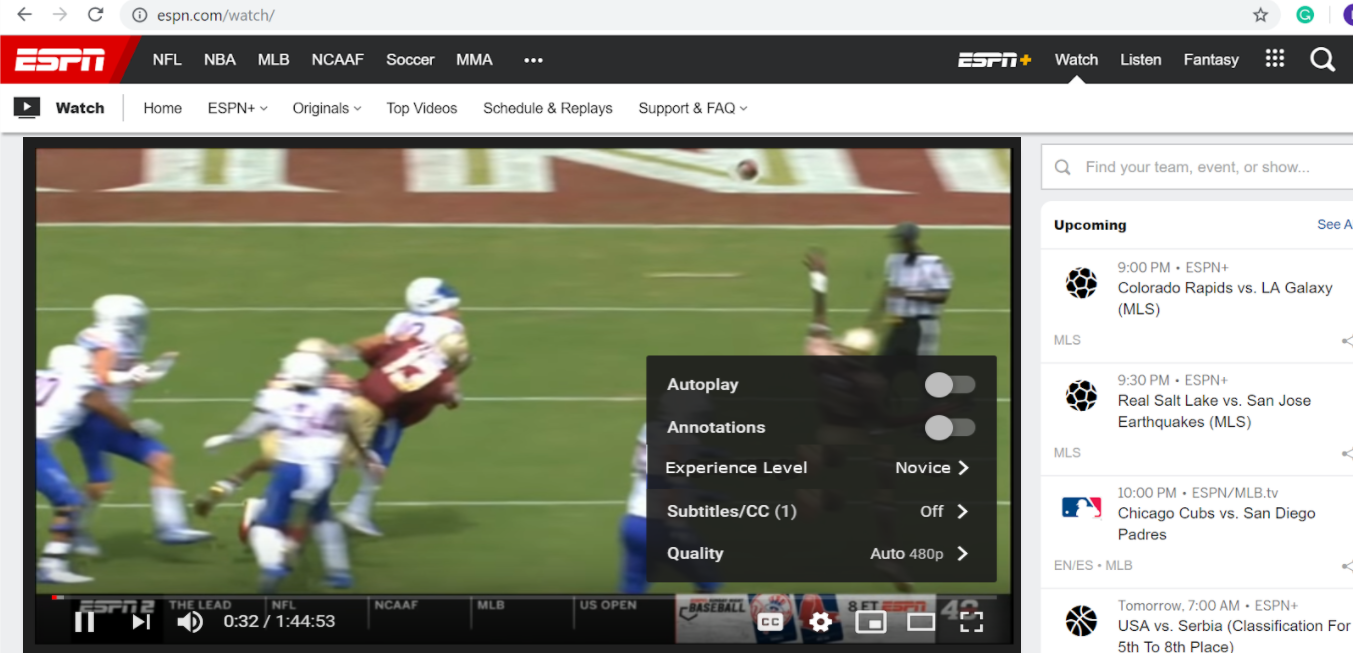 espn.com/watch/
ESPN NFL NBA MLB NCAAF Soccer MMA ... ESPN+ Watch Listen Fantasy
Watch Home ESPN+ Originals Top Videos Schedule & Replays Support & FAQ
Find your team, event, or show...
Upcoming See A
9:00 PM • ESPN+
Colorado Rapids vs. LA Galaxy
(MLS)
MLS
9:30 PM • ESPN+
Real Salt Lake vs. San Jose
Earthquakes (MLS)
MLS
10:00 PM • ESPN/MLB.tv
Chicago Cubs vs. San Diego
Padres
EN/ES • MLB
Tomorrow, 7:00 AM • ESPN+
USA vs. Serbia (Classification For
5th To 8th Place)
Autoplay
Annotations
Experience Level Novice
Subtitles/CC (1) Off
Quality Auto 480p
ESPN 2 THE LEAD NFL NCAAF MLB US OPEN BASEBALL 8 ET ESPN
0:32 / 1:44:53 CC